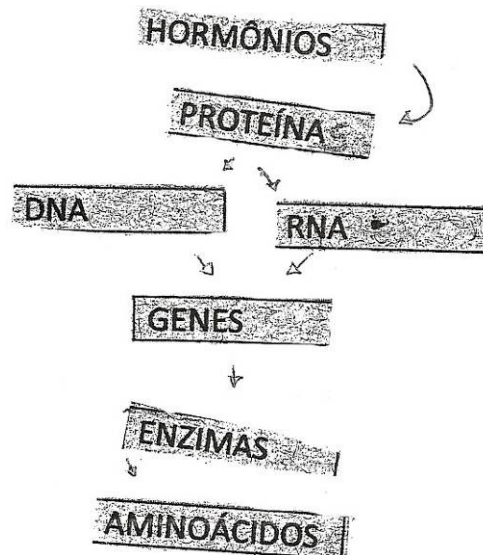 HORMÔNIOS
PROTEÍNA
DNA
RNA
GENES
ENZIMAS
AMINOÁCIDOS